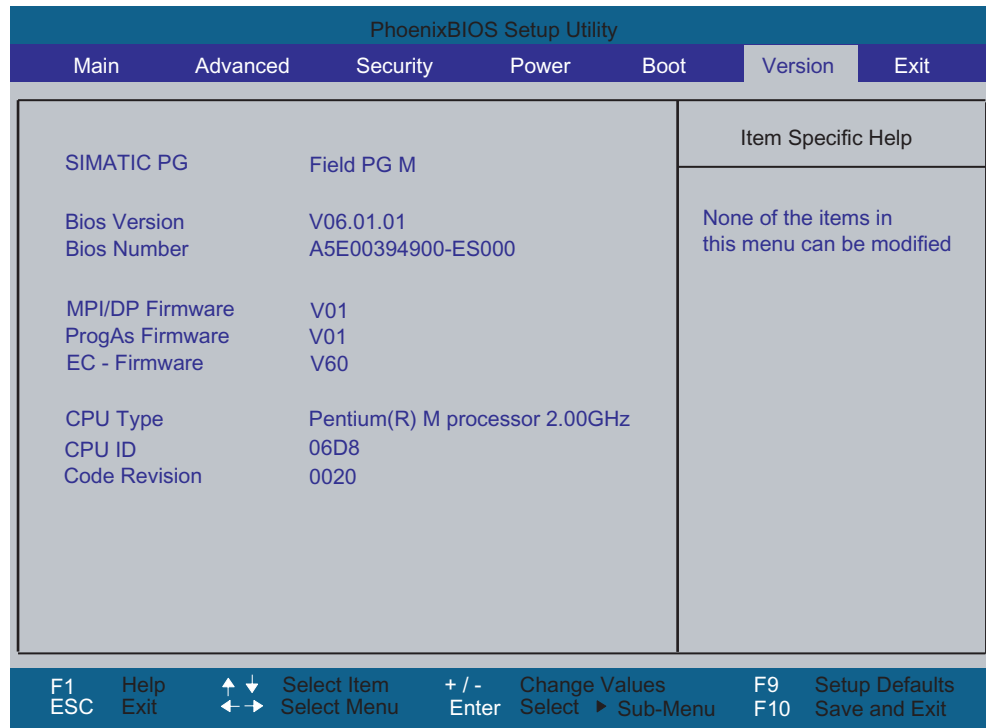 PhoenixBIOS Setup Utility
Main Advanced Security Power Boot Version Exit
Item Specific Help
SIMATIC PG Field PG M
None of the items in
this menu can be modified
Bios Version V06.01.01
Bios Number A5E00394900-ES000
MPI/DP Firmware V01
ProgAs Firmware V01
EC - Firmware V60
CPU Type Pentium(R) M processor 2.00GHz
CPU ID 06D8
Code Revision 0020
F1 Help Select Item + / - Change Values F9 Setup Defaults
ESC Exit Select Menu Enter Select Sub-Menu F10 Save and Exit